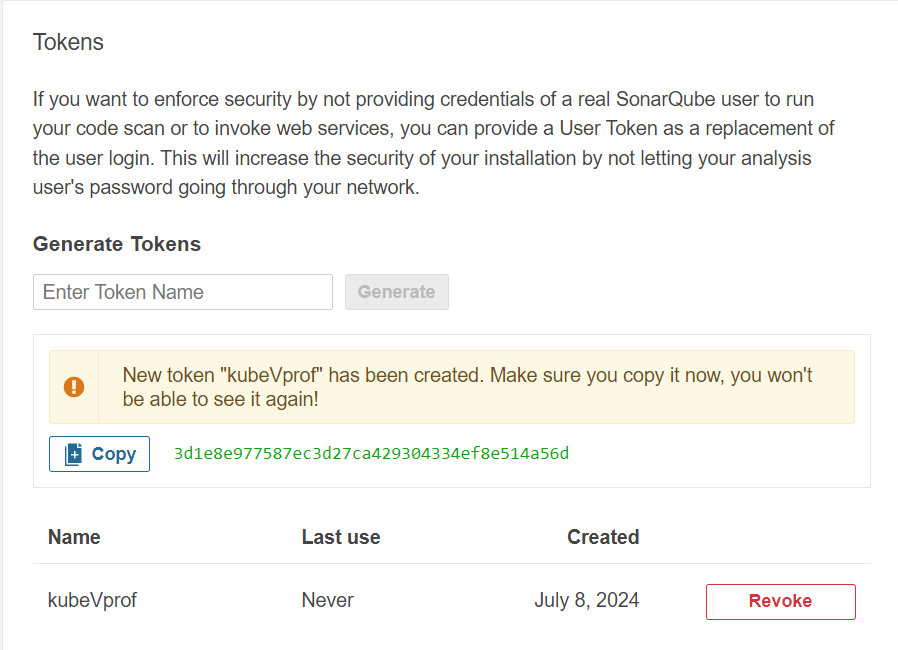 Tokens
If you want to enforce security by not providing credentials of a real SonarQube user to run
your code scan or to invoke web services, you can provide a User Token as a replacement of
the user login. This will increase the security of your installation by not letting your analysis
user's password going through your network.
Generate Tokens
Enter Token Name Generate
New token "kubeVprof" has been created. Make sure you copy it now, you won't
be able to see it again!
Copy 3d1e8e977587ec3d27ca429304334ef8e514a56d
Name Last use Created
kubeVprof Never July 8, 2024 Revoke